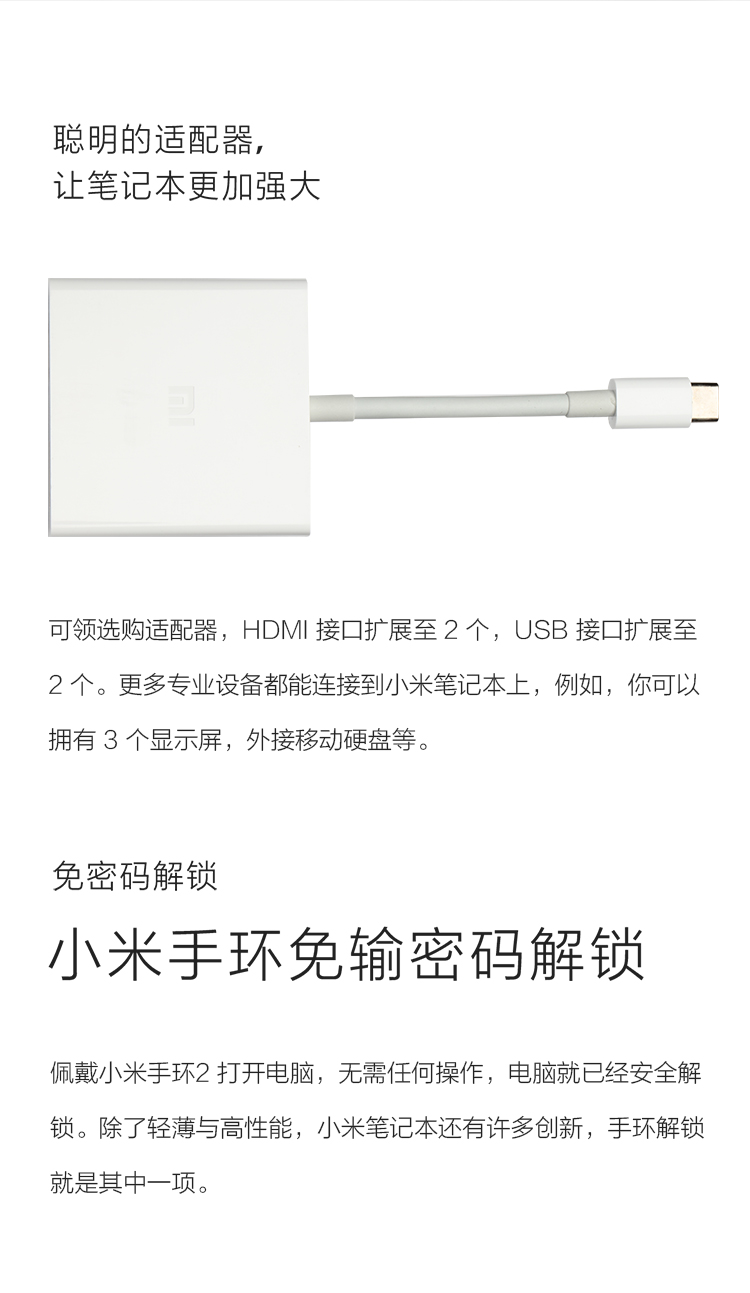 聪明的适配器,
让笔记本更加强大
可领选购适配器，HDMI 接口扩展至 2 个，USB 接口扩展至
2 个。更多专业设备都能连接到小米笔记本上，例如，你可以
拥有 3 个显示屏，外接移动硬盘等。
免密码解锁
小米手环免输密码解锁
佩戴小米手环2 打开电脑，无需任何操作，电脑就已经安全解
锁。除了轻薄与高性能，小米笔记本还有许多创新，手环解锁
就是其中一项。